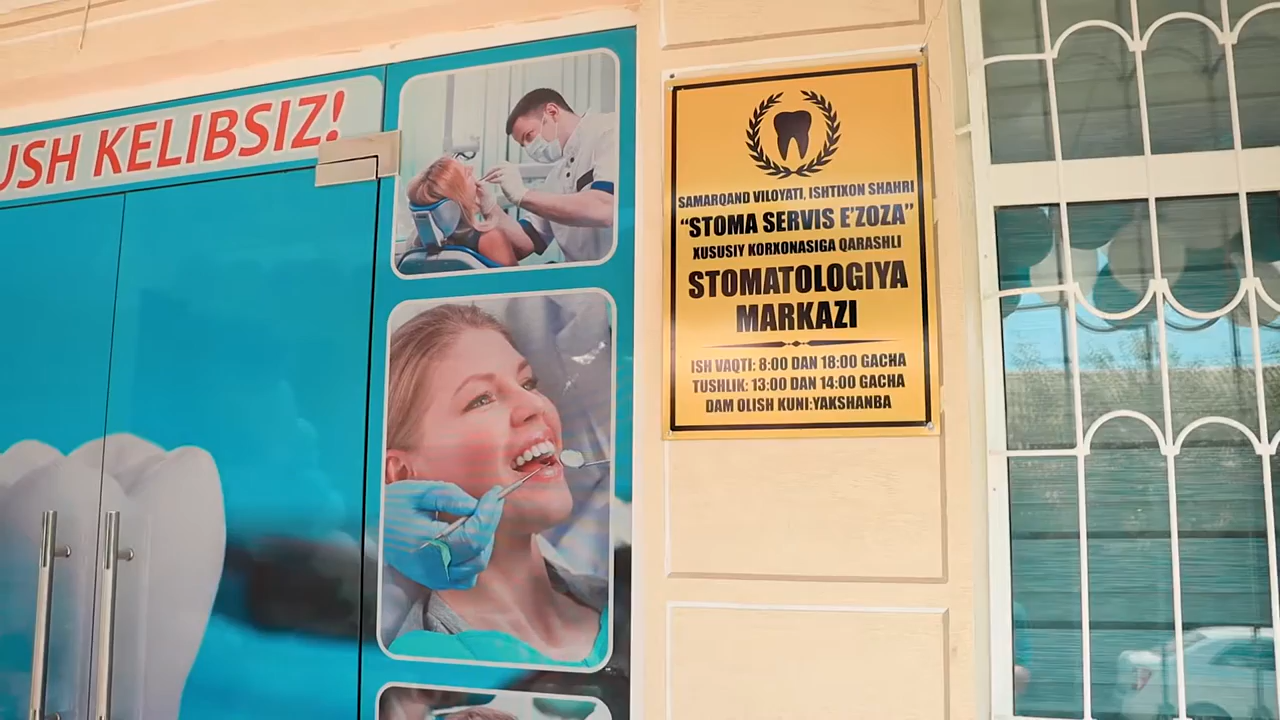 USH KELIBSIZ!
SAMARQAND VILOYATI, ISHTIXON SHAHRI
“STOMA SERVIS E’ZOZA”
XUSUSIY KORXONASIGA QARASHLI
STOMATOLOGIYA
MARKAZI
ISH VAQTI: 8:00 DAN 18:00 GACHA
TUSHLIK: 13:00 DAN 14:00 GACHA
DAM OLISH KUNI:YAKSHANBA